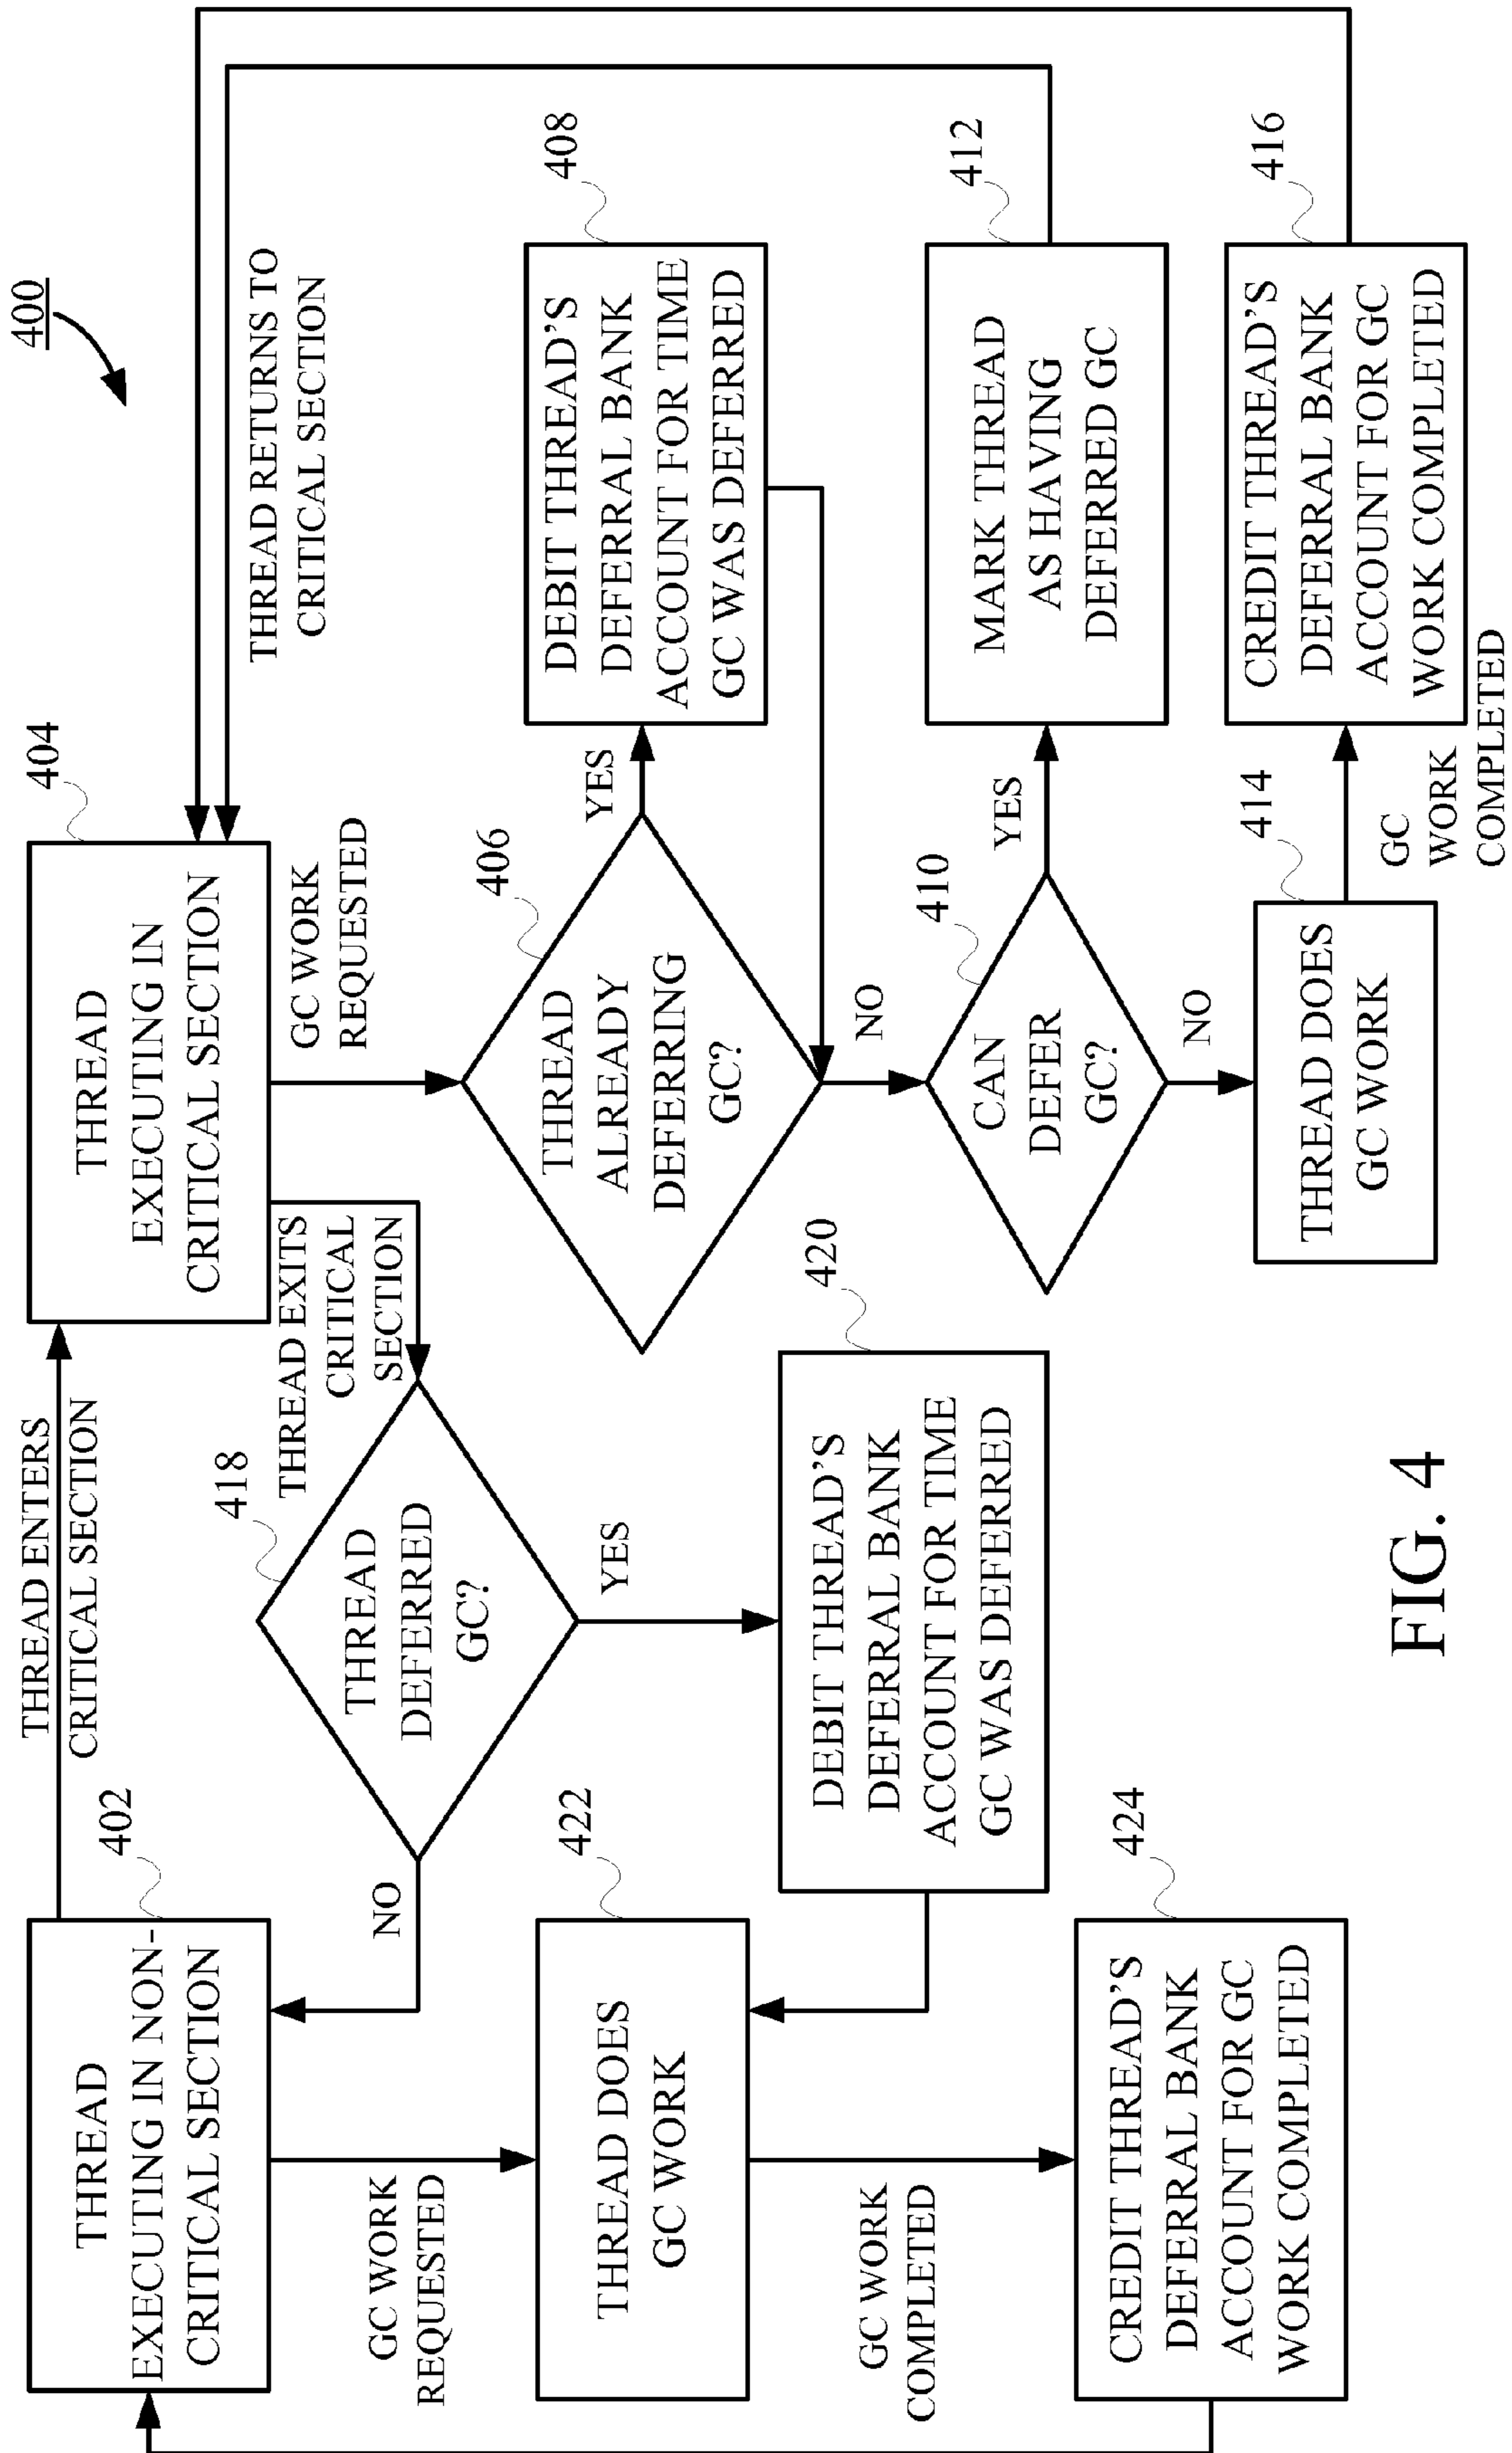 400
THREAD ENTERS
CRITICAL SECTION
402
THREAD
EXECUTING IN NON-
CRITICAL SECTION
404
THREAD
EXECUTING IN
CRITICAL SECTION
THREAD RETURNS TO
CRITICAL SECTION
GC WORK
REQUESTED
THREAD EXITS
CRITICAL
SECTION
GC WORK
REQUESTED
418
THREAD
DEFERRED
GC?
NO
YES
406
THREAD
ALREADY
DEFERRING
GC?
YES
NO
408
DEBIT THREAD'S
DEFERRAL BANK
ACCOUNT FOR TIME
GC WAS DEFERRED
422
THREAD DOES
GC WORK
420
DEBIT THREAD'S
DEFERRAL BANK
ACCOUNT FOR TIME
GC WAS DEFERRED
410
CAN
DEFER
GC?
YES
NO
412
MARK THREAD
AS HAVING
DEFERRED GC
GC WORK
COMPLETED
424
CREDIT THREAD'S
DEFERRAL BANK
ACCOUNT FOR GC
WORK COMPLETED
414
THREAD DOES
GC WORK
GC
WORK
COMPLETED
416
CREDIT THREAD'S
DEFERRAL BANK
ACCOUNT FOR GC
WORK COMPLETED
FIG. 4